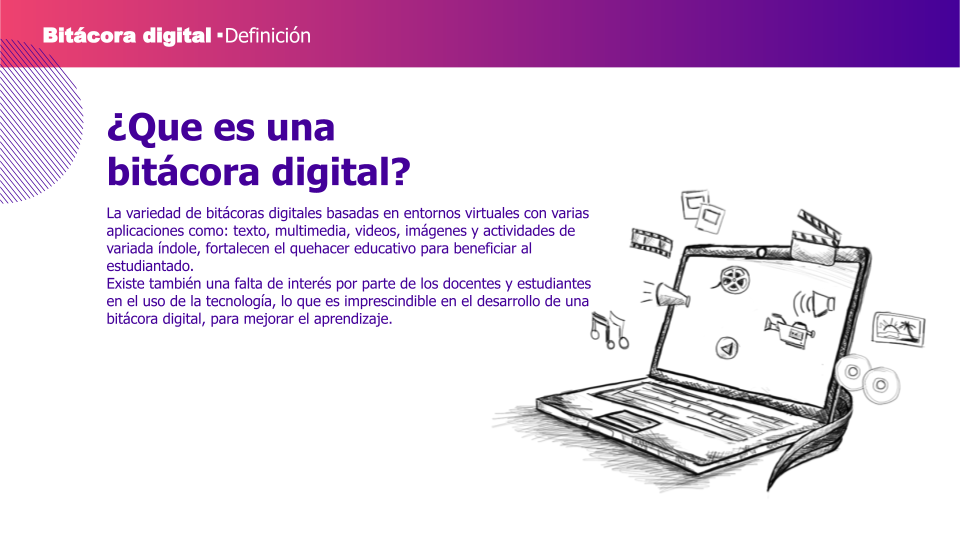 Bitácora digital ▪Definición
¿Que es una
bitácora digital?
La variedad de bitácoras digitales basadas en entornos virtuales con varias
aplicaciones como: texto, multimedia, videos, imágenes y actividades de
variada índole, fortalecen el quehacer educativo para beneficiar al
estudiantado.
Existe también una falta de interés por parte de los docentes y estudiantes
en el uso de la tecnología, lo que es imprescindible en el desarrollo de una
bitácora digital, para mejorar el aprendizaje.